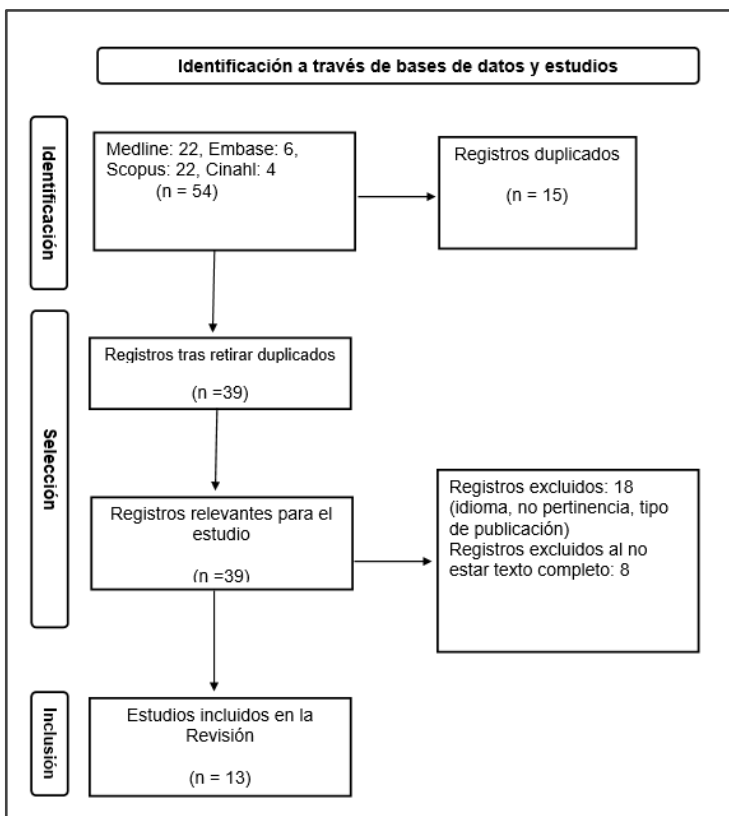 Identificación a través de bases de datos y estudios
Identificación
Medline: 22, Embase: 6,
Scopus: 22, Cinahl: 4
(n = 54)
Registros duplicados
(n = 15)
Selección
Registros tras retirar duplicados
(n =39)
Registros relevantes para el
estudio
(n =39)
Registros excluidos: 18
(idioma, no pertinencia, tipo
de publicación)
Registros excluidos al no
estar texto completo: 8
Inclusión
Estudios incluidos en la
Revisión
(n = 13)